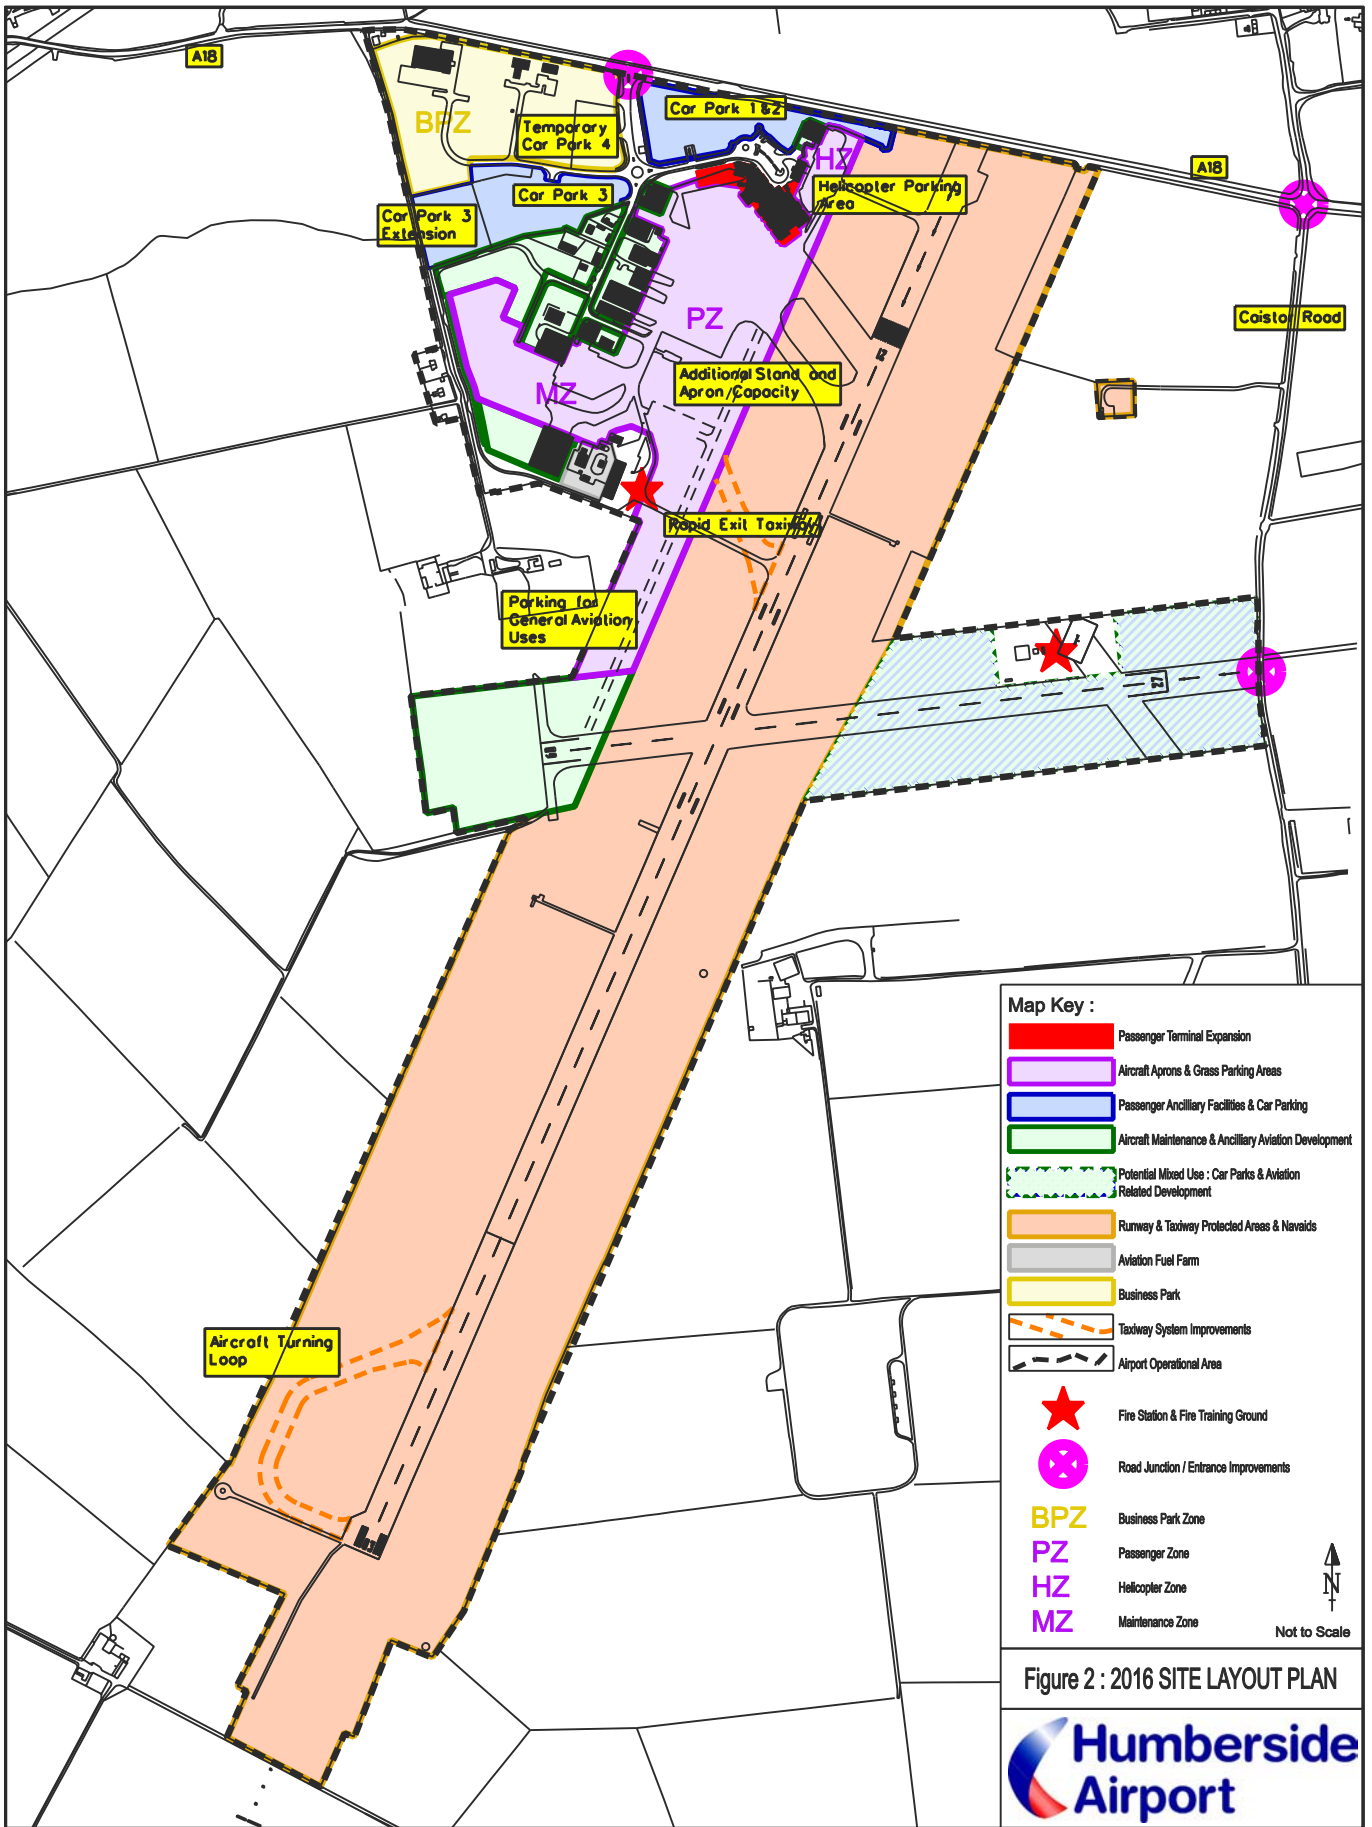 A18
Car Park 1 &2
BPZ
Temporary
Car Park 4
HZ
A18
Helicopter Parking
Area
Car Park 3
Car Park 3
Extension
PZ
Caistor Road
Additional Stand and
Apron Capacity
MZ
Rapid Exit Taxiway
Parking for
General Aviation
Uses
27
09
Aircraft Turning
Loop
Map Key :
Passenger Terminal Expansion
Aircraft Aprons & Grass Parking Areas
Passenger Ancilliary Facilities & Car Parking
Aircraft Maintenance & Ancilliary Aviation Development
Potential Mixed Use : Car Parks & Aviation
Related Development
Runway & Taxiway Protected Areas & Navaids
Aviation Fuel Farm
Business Park
Taxiway System Improvements
Airport Operational Area
Fire Station & Fire Training Ground
Road Junction / Entrance Improvements
BPZ Business Park Zone
PZ Passenger Zone
HZ Helicopter Zone
MZ Maintenance Zone
N
Not to Scale
Figure 2 : 2016 SITE LAYOUT PLAN
Humberside
Airport